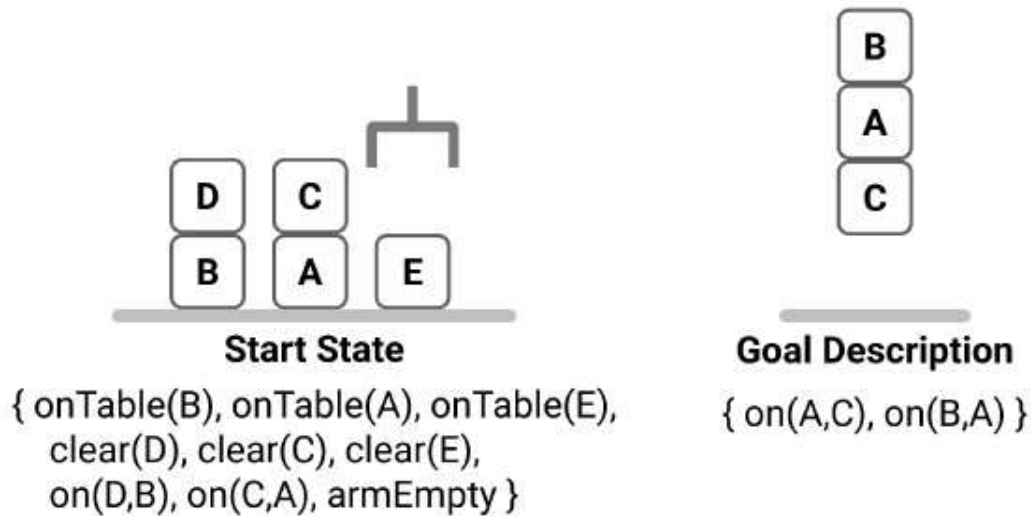 B
A
C
D C
B A E
Start State
Goal Description
{ onTable(B), onTable(A), onTable(E),
clear(D), clear(C), clear(E),
on(D,B), on(C,A), armEmpty }
{ on(A,C), on(B,A) }